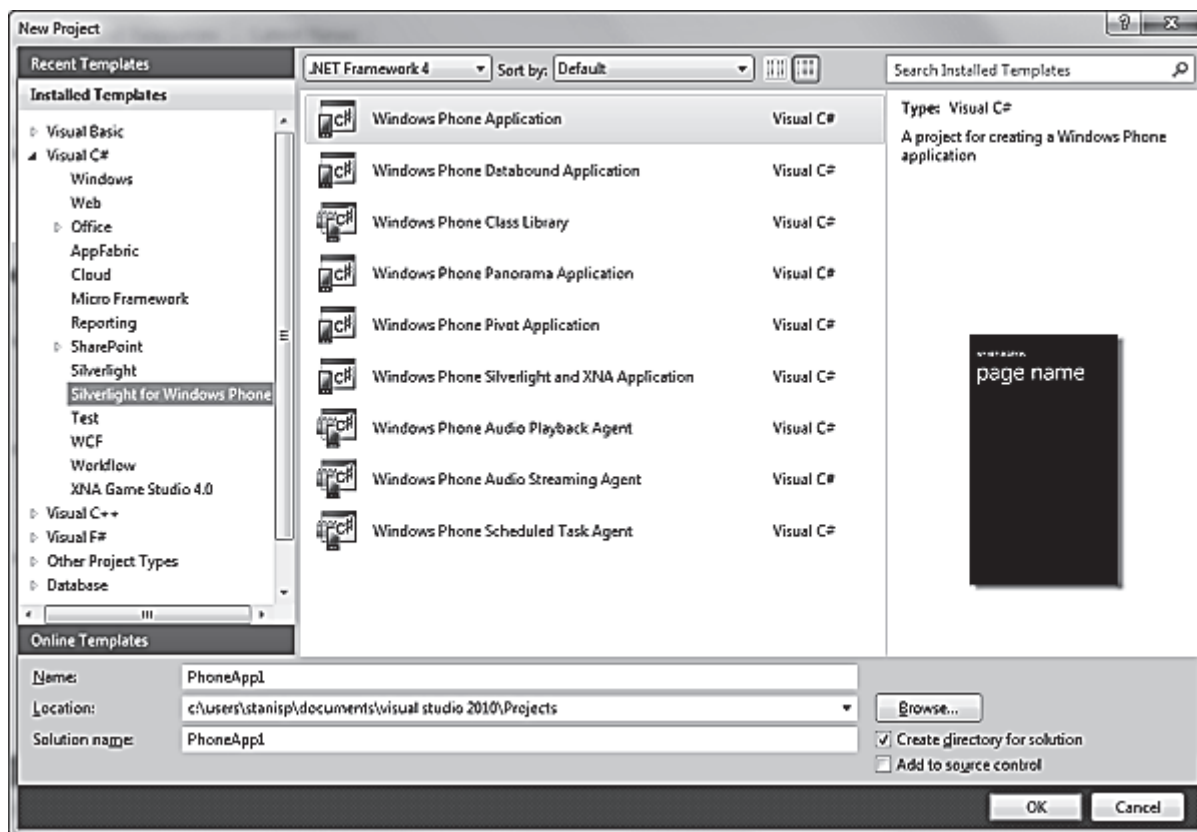 New Project
Recent Templates
Installed Templates
Visual Basic
Visual C#
Windows
Web
Office
AppFabric
Cloud
Micro Framework
Reporting
SharePoint
Silverlight
Silverlight for Windows Phone
Test
WCF
Workflow
XNA Game Studio 4.0
Visual C++
Visual F#
Other Project Types
Database
Online Templates
.NET Framework 4 Sort by: Default
Windows Phone Application Visual C#
Windows Phone Databound Application Visual C#
Windows Phone Class Library Visual C#
Windows Phone Panorama Application Visual C#
Windows Phone Pivot Application Visual C#
Windows Phone Silverlight and XNA Application Visual C#
Windows Phone Audio Playback Agent Visual C#
Windows Phone Audio Streaming Agent Visual C#
Windows Phone Scheduled Task Agent Visual C#
Search Installed Templates
Type: Visual C#
A project for creating a Windows Phone
application
page name
Name: PhoneApp1
Location: c:\users\stanisp\documents\visual studio 2010\Projects
Browse...
Solution name: PhoneApp1
Create directory for solution
Add to source control
OK Cancel